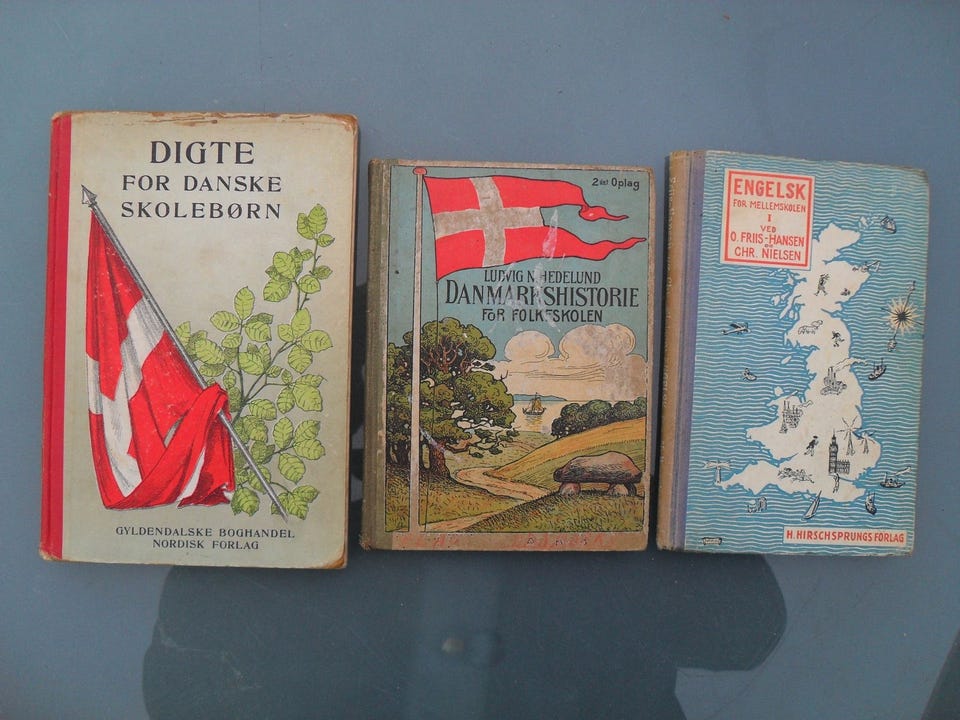 DIGTE
FOR DANSKE
SKOLEBØRN
GYLDENDALSKE BOGHANDEL
NORDISK FORLAG
2det Oplag
LUDVIG N. HEDELUND
DANMARKSHISTORIE
FOR FOLKESKOLEN
ENGELSK
FOR MELLEMSKOLEN
I
VED
O. FRIIS-HANSEN
OG
CHR. NIELSEN
H. HIRSCHSPRUNGS FORLAG